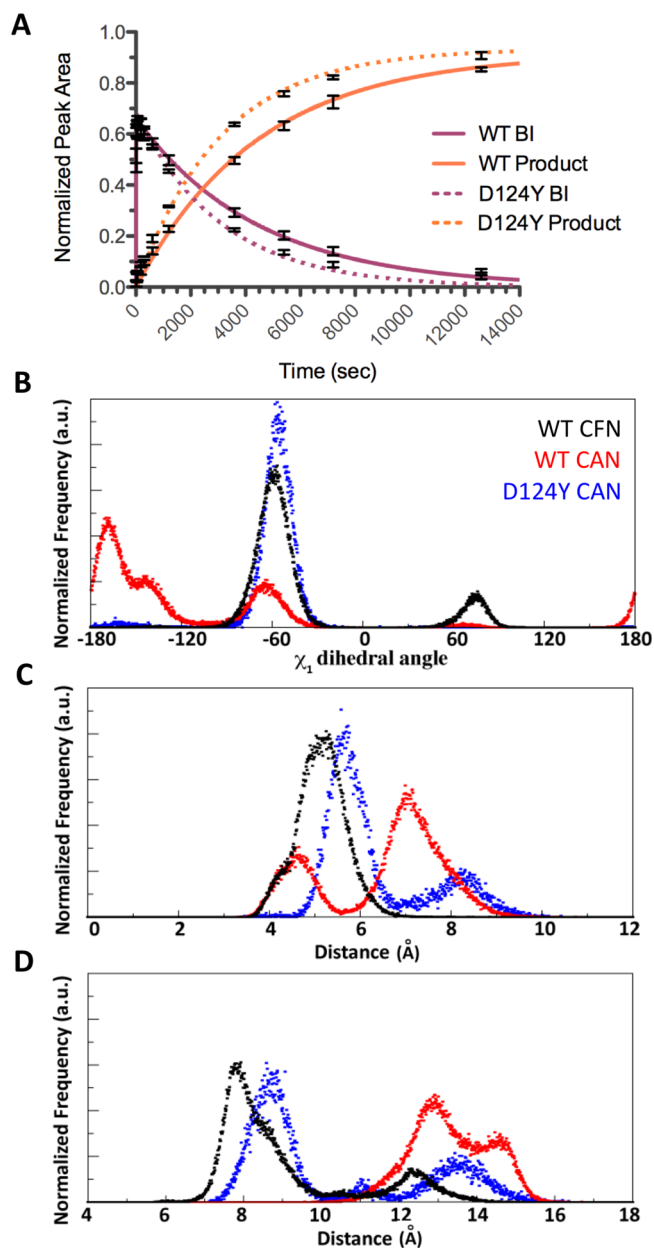 A
Normalized Peak Area
1.0
0.8
0.6
0.4
0.2
0.0
WT BI
WT Product
D124Y BI
D124Y Product
0 2000 4000 6000 8000 10000 12000 14000
Time (sec)
B
Normalized Frequency (a.u.)
WT CFN
WT CAN
D124Y CAN
-180 -120 -60 0 60 120 180
χ1 dihedral angle
C
Normalized Frequency (a.u.)
0 2 4 6 8 10 12
Distance (Å)
D
Normalized Frequency (a.u.)
4 6 8 10 12 14 16 18
Distance (Å)